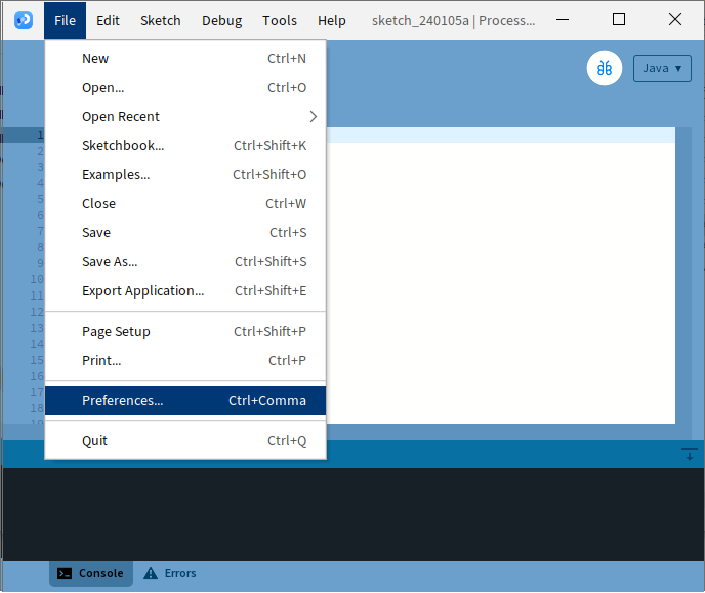 File Edit Sketch Debug Tools Help sketch_240105a | Process...
New Ctrl+N
Open... Ctrl+O
Open Recent
Sketchbook... Ctrl+Shift+K
Examples... Ctrl+Shift+O
Close Ctrl+W
Save Ctrl+S
Save As... Ctrl+Shift+S
Export Application... Ctrl+Shift+E
Page Setup Ctrl+Shift+P
Print... Ctrl+P
Preferences... Ctrl+Comma
Quit Ctrl+Q
Java
1
2
3
4
5
6
7
8
9
10
11
12
13
14
15
16
17
18
19
Console Errors